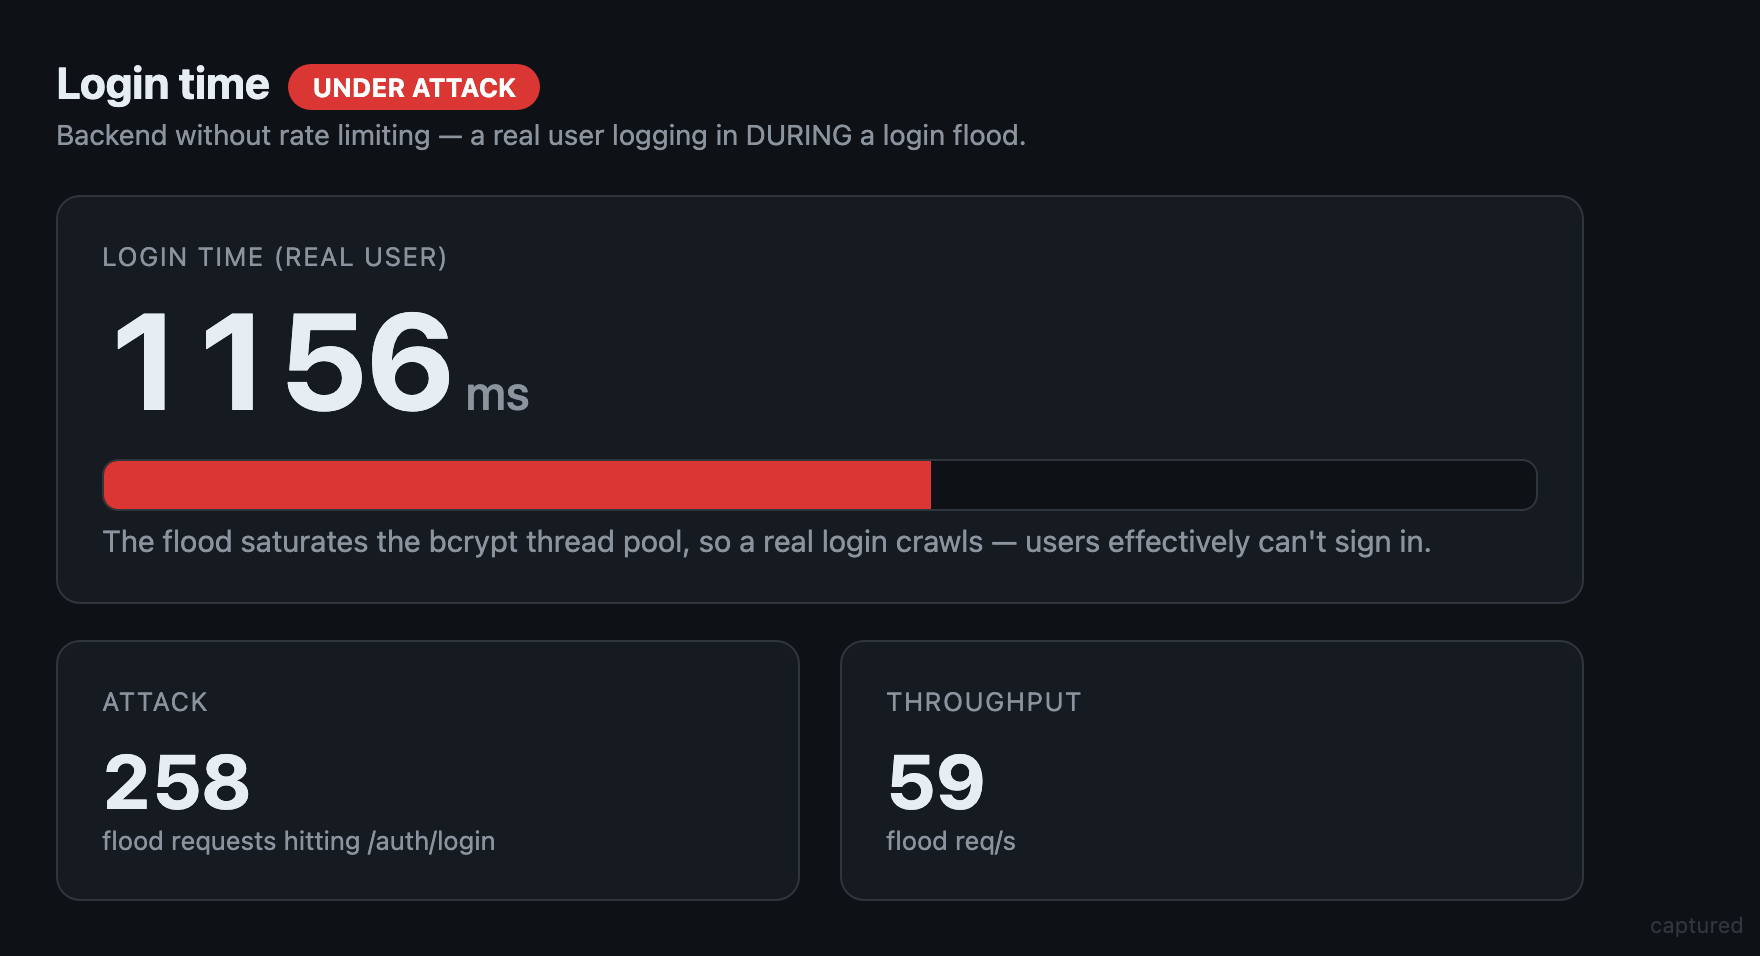 Login time UNDER ATTACK
Backend without rate limiting — a real user logging in DURING a login flood.
LOGIN TIME (REAL USER)
1156 ms
The flood saturates the bcrypt thread pool, so a real login crawls — users effectively can't sign in.
ATTACK
258
flood requests hitting /auth/login
THROUGHPUT
59
flood req/s
captured